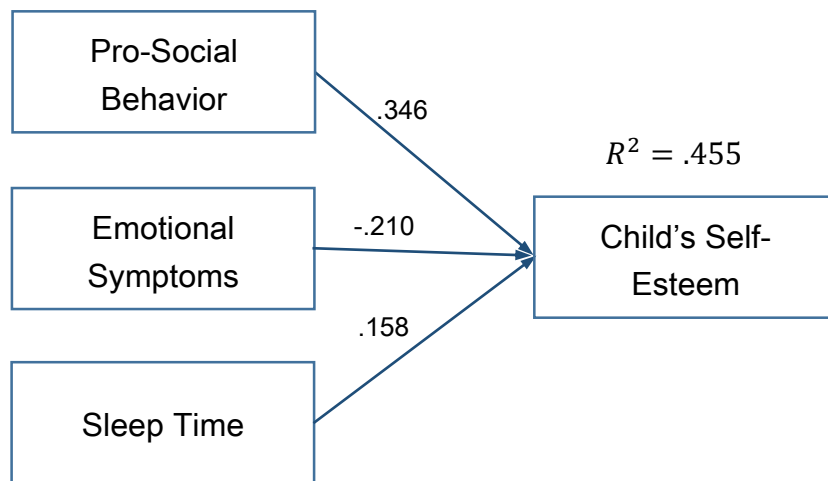 Pro-Social
Behavior
.346
R² = .455
Emotional
Symptoms
-.210
Child’s Self-
Esteem
.158
Sleep Time